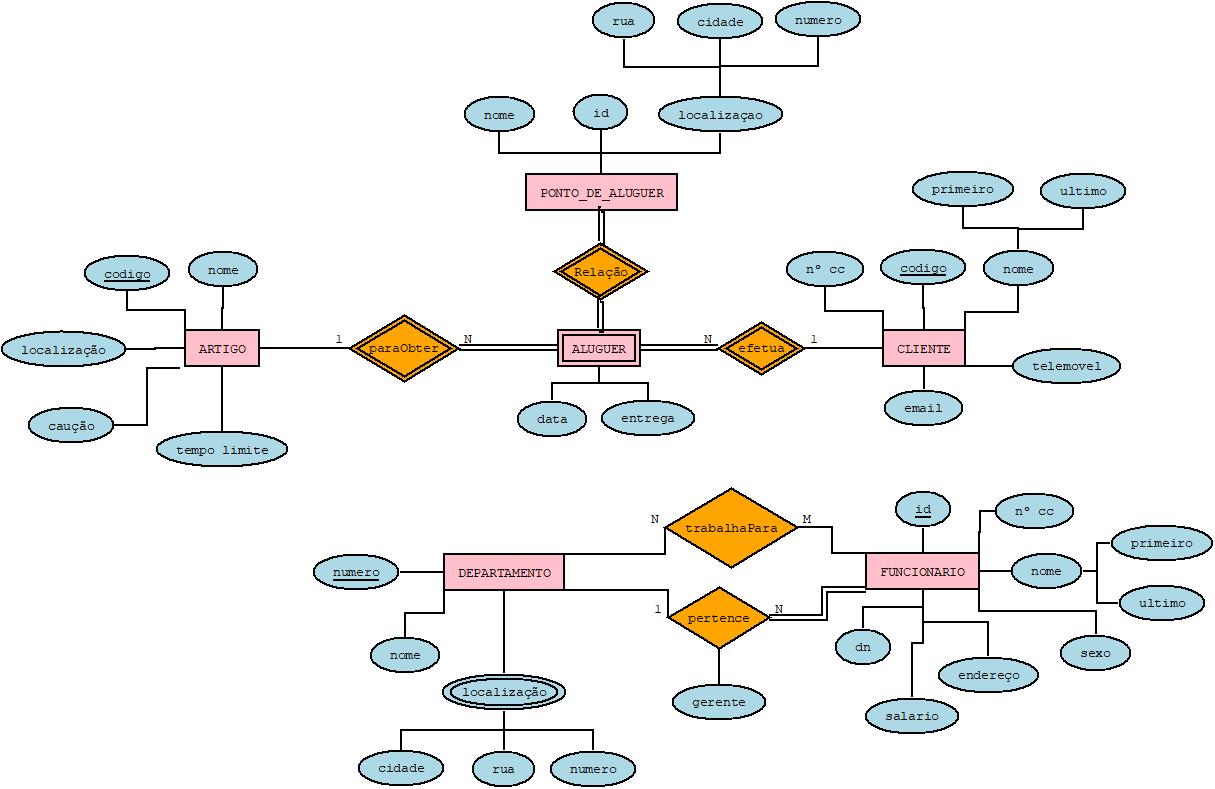 rua
cidade
numero
nome
id
localizaçao
PONTO_DE_ALUGUER
primeiro
ultimo
codigo
nome
Relação
nº cc
codigo
nome
localização
ARTIGO
1
paraObter
N
ALUGUER
N
efetua
1
CLIENTE
telemovel
caução
tempo limite
data
entrega
email
N
trabalhaPara
M
id
nº cc
primeiro
numero
DEPARTAMENTO
FUNCIONARIO
nome
ultimo
1
pertence
N
nome
dn
endereço
sexo
localização
gerente
salario
cidade
rua
numero